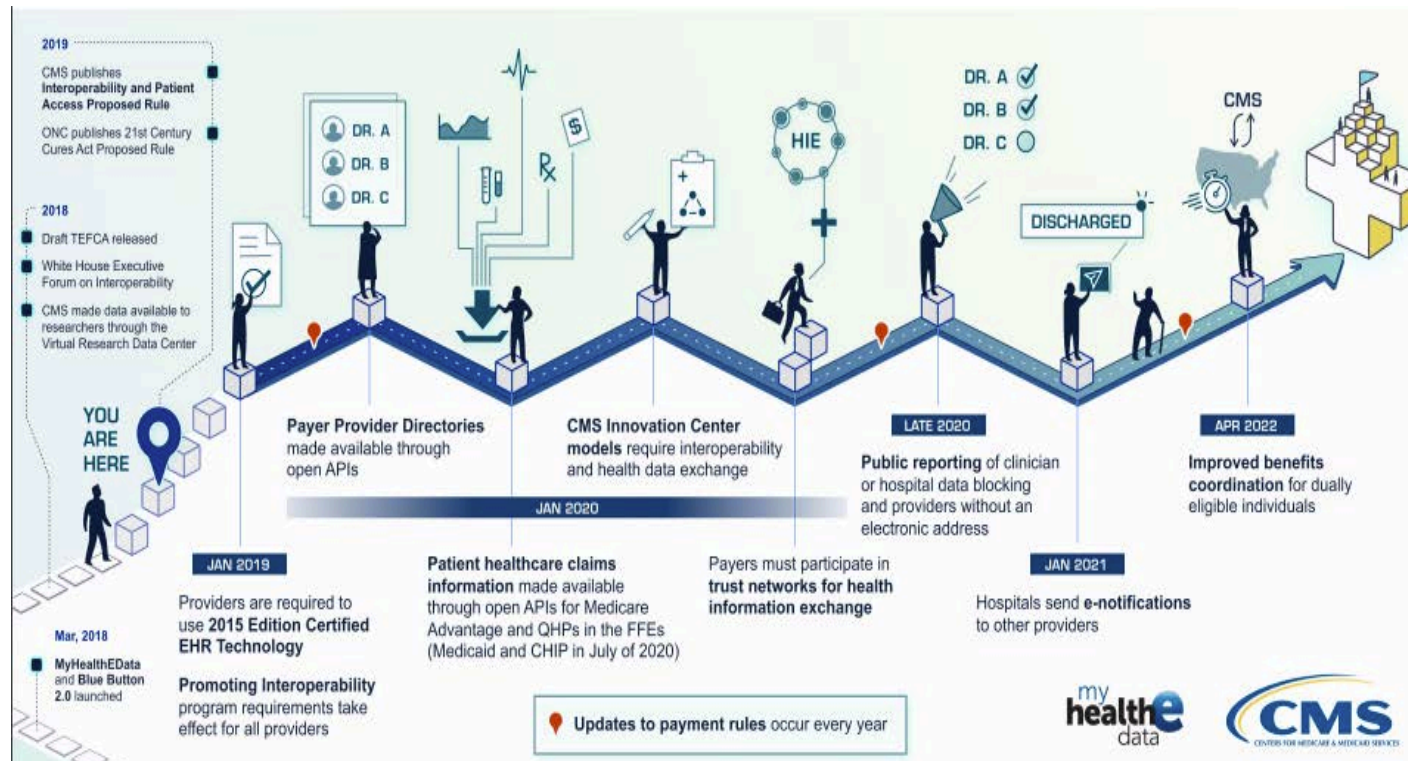 2019
CMS publishes
Interoperability and Patient
Access Proposed Rule
ONC publishes 21st Century
Cures Act Proposed Rule
2018
Draft TEFCA released
White House Executive
Forum on Interoperability
CMS made data available to
researchers through the
Virtual Research Data Center
YOU
ARE
HERE
Mar, 2018
MyHealthEData
and Blue Button
2.0 launched
DR. A
DR. B
DR. C
$
Rx
HIE
DR. A
DR. B
DR. C
DISCHARGED
CMS
JAN 2019
Providers are required to
use 2015 Edition Certified
EHR Technology
Promoting Interoperability
program requirements take
effect for all providers
Payer Provider Directories
made available through
open APIs
JAN 2020
Patient healthcare claims
information made available
through open APIs for Medicare
Advantage and QHPs in the FFEs
(Medicaid and CHIP in July of 2020)
CMS Innovation Center
models require interoperability
and health data exchange
Payers must participate in
trust networks for health
information exchange
LATE 2020
Public reporting of clinician
or hospital data blocking
and providers without an
electronic address
JAN 2021
Hospitals send e-notifications
to other providers
APR 2022
Improved benefits
coordination for dually
eligible individuals
Updates to payment rules occur every year
my
healthe
data
CMS
CENTERS FOR MEDICARE & MEDICAID SERVICES